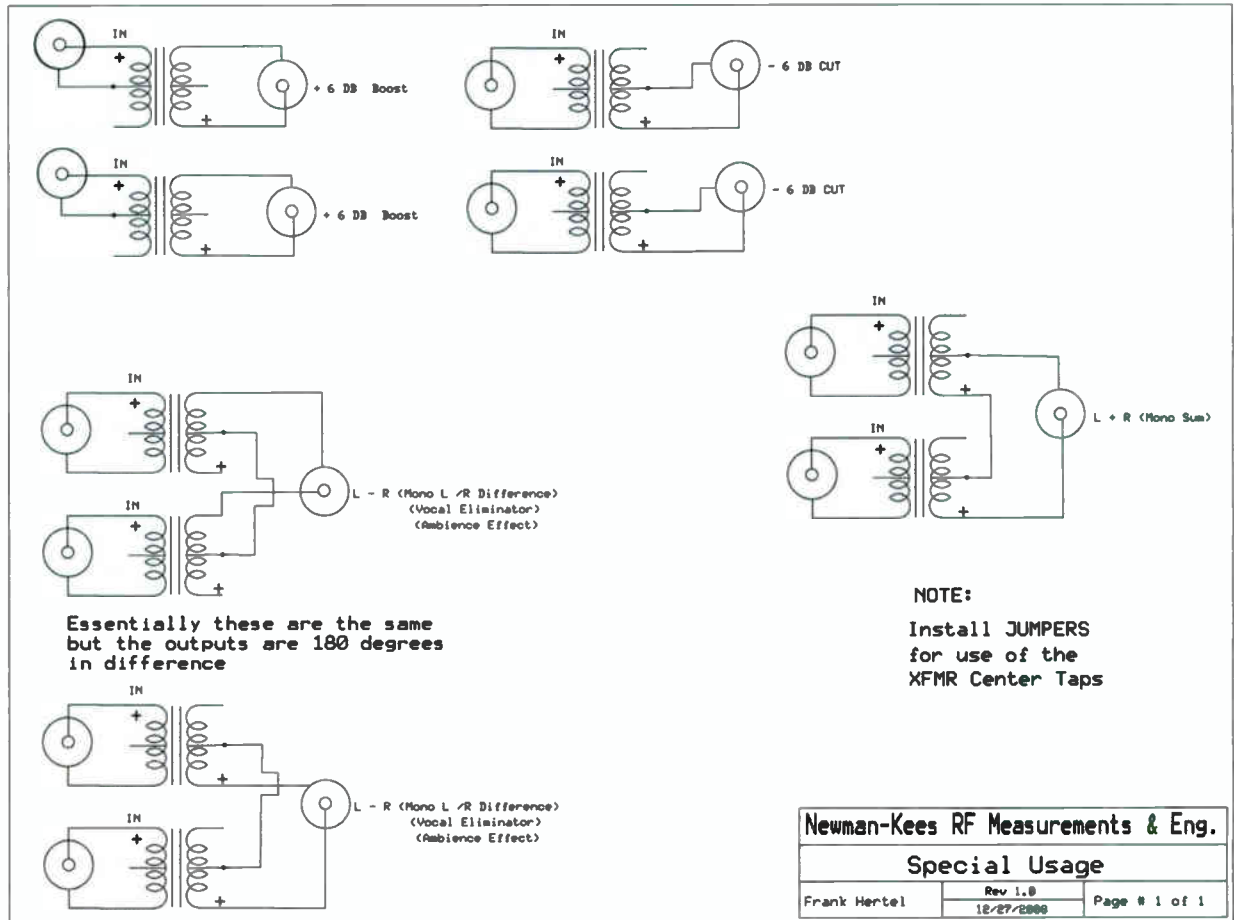 IN
+
+
+ 6 DB Boost
IN
+
+
- 6 DB CUT
IN
+
+
+ 6 DB Boost
IN
+
+
- 6 DB CUT
IN
+
+
IN
+
+
L + R (Mono Sum)
IN
+
+
IN
+
+
L - R (Mono L /R Difference)
(Vocal Eliminator)
(Ambience Effect)
Essentially these are the same
but the outputs are 180 degrees
in difference
NOTE:
Install JUMPERS
for use of the
XFMR Center Taps
IN
+
+
IN
+
+
L - R (Mono L /R Difference)
(Vocal Eliminator)
(Ambience Effect)
Newman-Kees RF Measurements & Eng.
Special Usage
Frank Hertel
Rev 1.0
12/27/2000
Page # 1 of 1